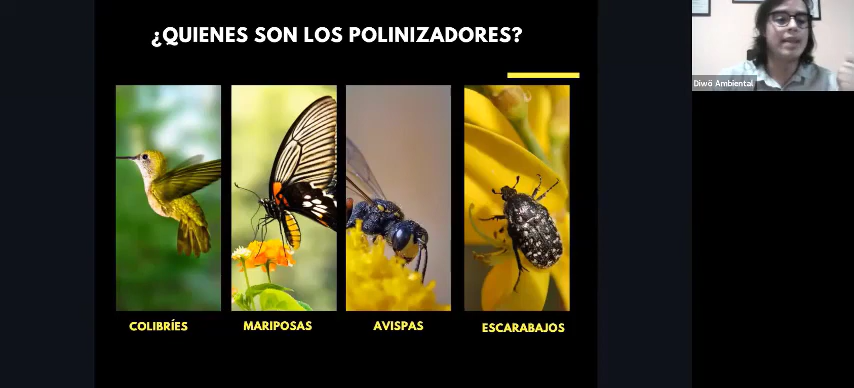 ¿QUIENES SON LOS POLINIZADORES?
Diwö Ambiental
COLIBRÍES
MARIPOSAS
AVISPAS
ESCARABAJOS